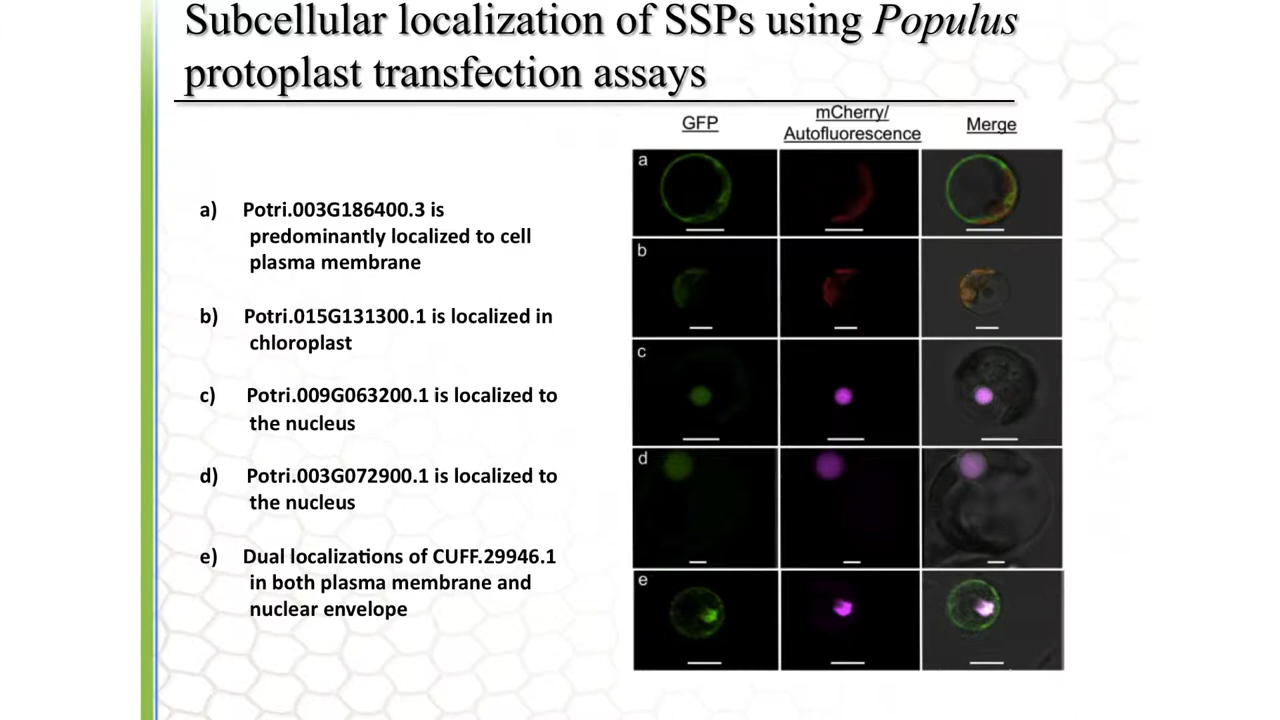 Subcellular localization of SSPs using Populus
protoplast transfection assays
GFP
mCherry/
Autofluorescence
Merge
a) Potri.003G186400.3 is
predominantly localized to cell
plasma membrane
b) Potri.015G131300.1 is localized in
chloroplast
c) Potri.009G063200.1 is localized to
the nucleus
d) Potri.003G072900.1 is localized to
the nucleus
e) Dual localizations of CUFF.29946.1
in both plasma membrane and
nuclear envelope
a
b
c
d
e